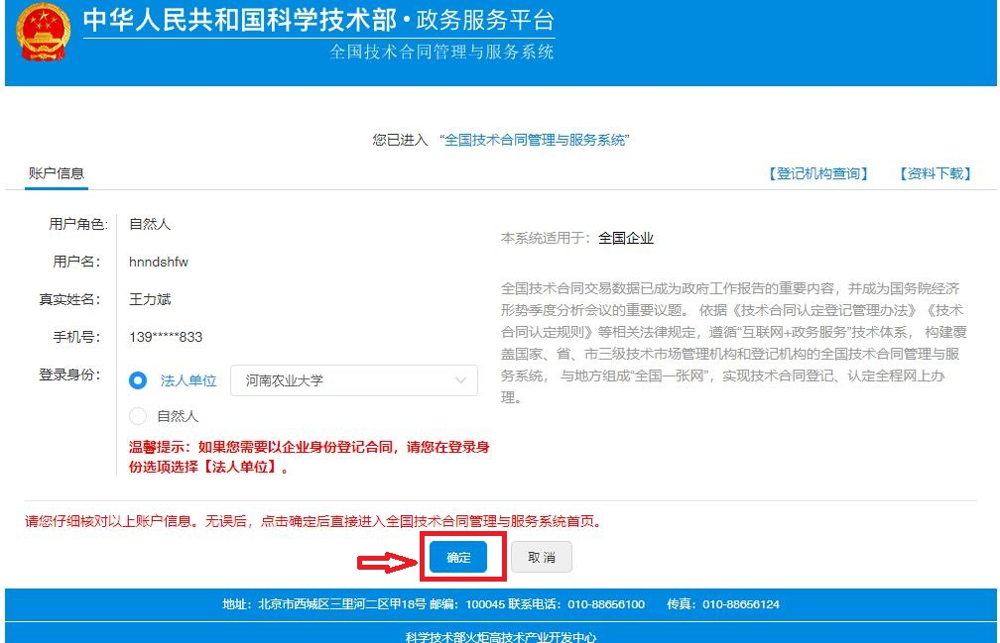 中华人民共和国科学技术部·政务服务平台
全国技术合同管理与服务系统
您已进入 “全国技术合同管理与服务系统”
账户信息
【登记机构查询】 【资料下载】
用户角色: 自然人
用户名: hnndshfw
真实姓名: 王力斌
手机号: 139*****833
登录身份: 法人单位 河南农业大学
自然人
温馨提示：如果您需要以企业身份登记合同，请您在登录身
份选项选择【法人单位】。
本系统适用于：全国企业
全国技术合同交易数据已成为政府工作报告的重要内容，并成为国务院经济
形势季度分析会议的重要议题。 依据《技术合同认定登记管理办法》《技术
合同认定规则》等相关法律规定，遵循“互联网+政务服务”技术体系， 构建覆
盖国家、省、市三级技术市场管理机构和登记机构的全国技术合同管理与服
务系统， 与地方组成“全国一张网”，实现技术合同登记、认定全程网上办
理。
请您仔细核对以上账户信息。无误后，点击确定后直接进入全国技术合同管理与服务系统首页。
确定 取 消
地址：北京市西城区三里河二区甲18号 邮编：100045 联系电话：010-88656100 传真：010-88656124
科学技术部火炬高技术产业开发中心